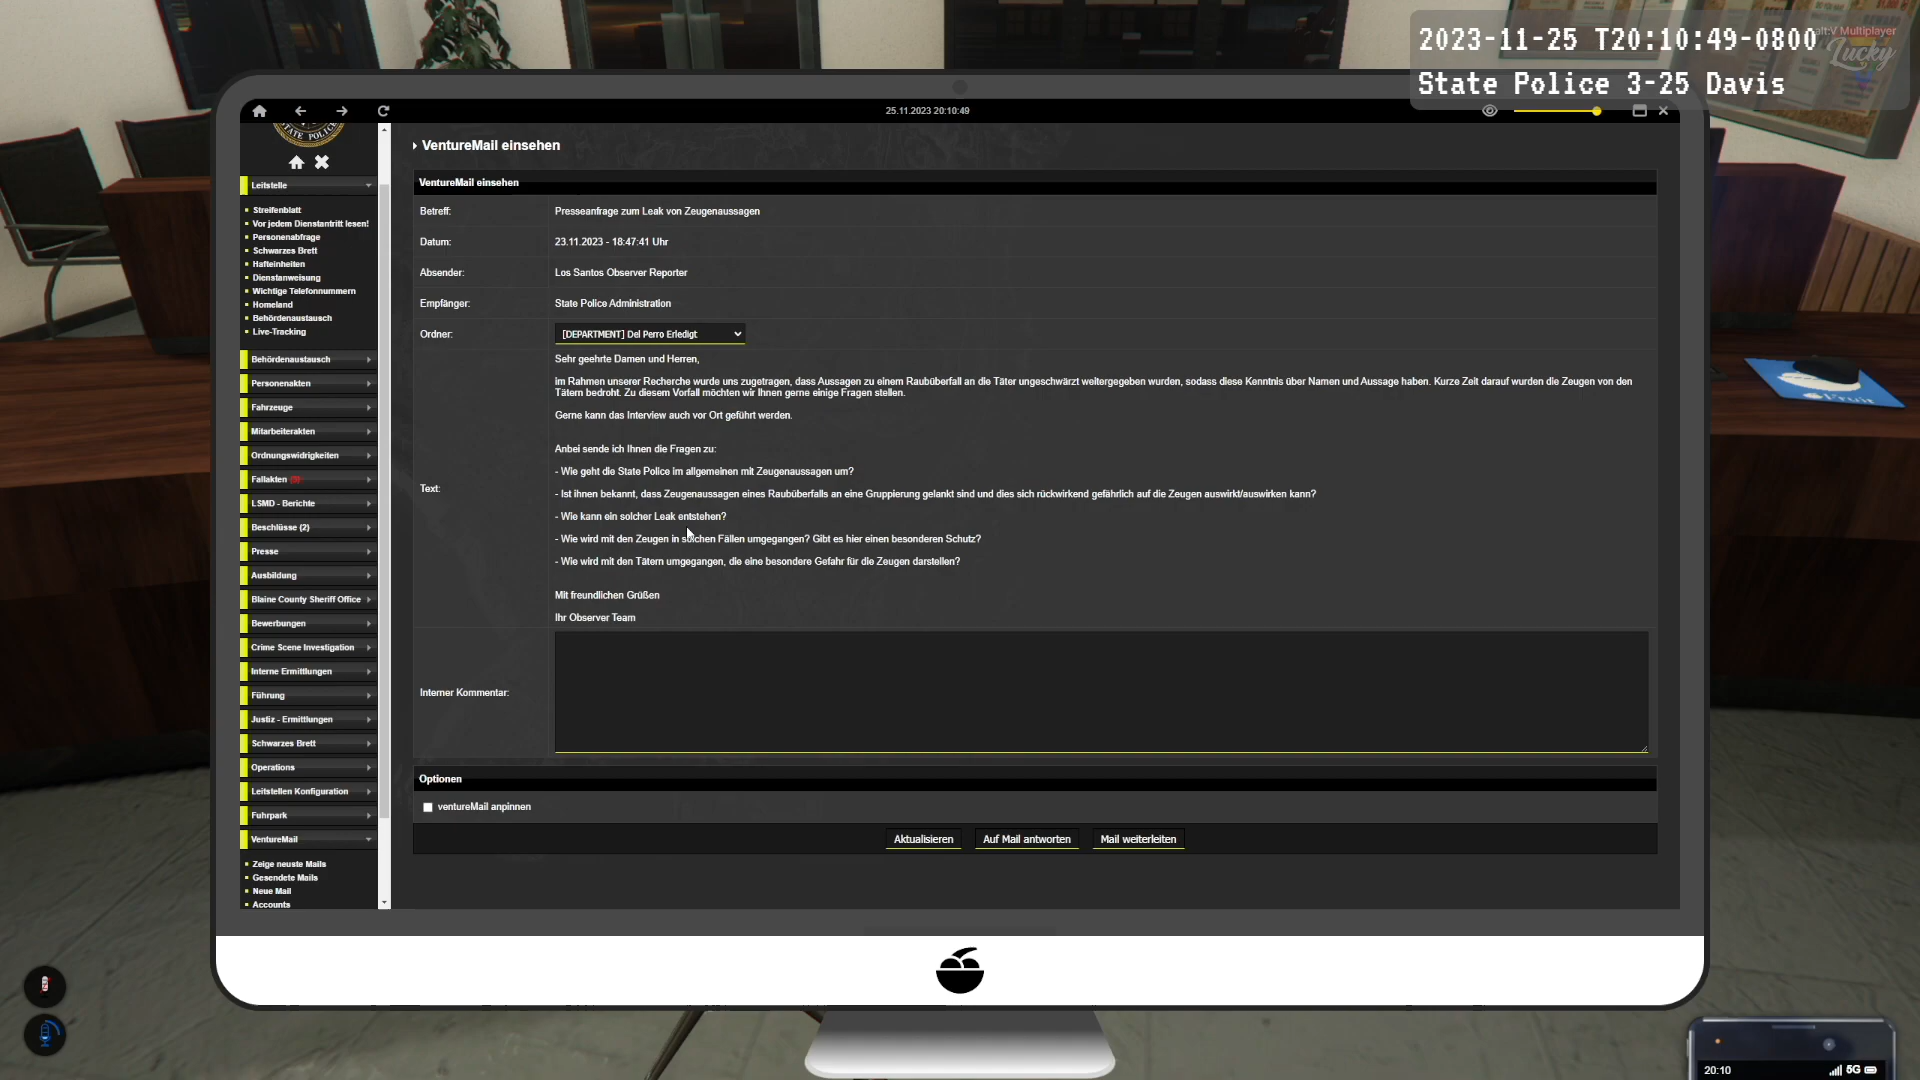 2023-11-25 T20:10:49-0800
alt:V Multiplayer
Lucky
State Police 3-25 Davis
25.11.2023 20:10:49
STATE POLICE
VentureMail einsehen
Leitstelle
Streifenblatt
Vor jedem Dienstantritt lesen!
Personenabfrage
Schwarzes Brett
Hafteinheiten
Dienstanweisung
Wichtige Telefonnummern
Homeland
Behördenaustausch
Live-Tracking
Behördenaustausch
Personenakten
Fahrzeuge
Mitarbeiterakten
Ordnungswidrigkeiten
Fallakten
LSMD - Berichte
Beschlüsse (2)
Presse
Ausbildung
Blaine County Sheriff Office
Bewerbungen
Crime Scene Investigation
Interne Ermittlungen
Führung
Justiz - Ermittlungen
Schwarzes Brett
Operations
Leitstellen Konfiguration
Fuhrpark
VentureMail
Zeige neuste Mails
Gesendete Mails
Neue Mail
Accounts
VentureMail einsehen
Betreff: Presseanfrage zum Leak von Zeugenaussagen
Datum: 23.11.2023 - 18:47:41 Uhr
Absender: Los Santos Observer Reporter
Empfänger: State Police Administration
Ordner: [DEPARTMENT] Del Perro Erledigt
Text:
Sehr geehrte Damen und Herren,
im Rahmen unserer Recherche wurde uns zugetragen, dass Aussagen zu einem Raubüberfall an die Täter ungeschwärzt weitergegeben wurden, sodass diese Kenntnis über Namen und Aussage haben. Kurze Zeit darauf wurden die Zeugen von den
Tätern bedroht. Zu diesem Vorfall möchten wir Ihnen gerne einige Fragen stellen.
Gerne kann das Interview auch vor Ort geführt werden.
Anbei sende ich Ihnen die Fragen zu:
- Wie geht die State Police im allgemeinen mit Zeugenaussagen um?
- Ist ihnen bekannt, dass Zeugenaussagen eines Raubüberfalls an eine Gruppierung gelankt sind und dies sich rückwirkend gefährlich auf die Zeugen auswirkt/auswirken kann?
- Wie kann ein solcher Leak entstehen?
- Wie wird mit den Zeugen in solchen Fällen umgegangen? Gibt es hier einen besonderen Schutz?
- Wie wird mit den Tätern umgegangen, die eine besondere Gefahr für die Zeugen darstellen?
Mit freundlichen Grüßen
Ihr Observer Team
Interner Kommentar:
Optionen
ventureMail anpinnen
Aktualisieren
Auf Mail antworten
Mail weiterleiten
Fruit
20:10
5G